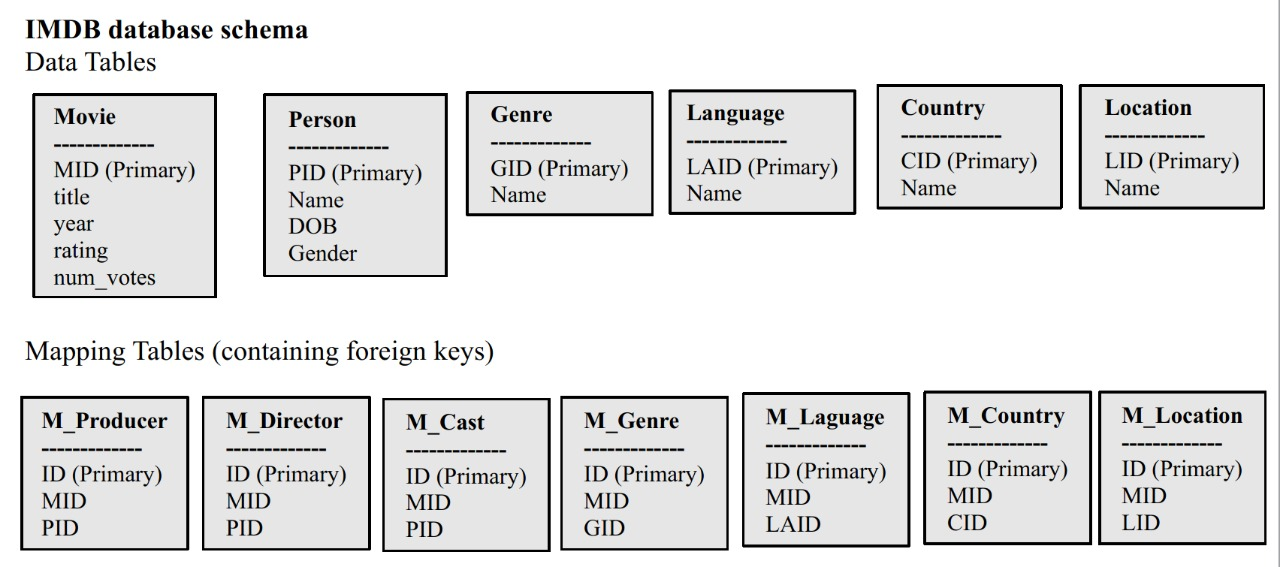 IMDB database schema
Data Tables
Movie
-------------
MID (Primary)
title
year
rating
num_votes
Person
-------------
PID (Primary)
Name
DOB
Gender
Genre
-------------
GID (Primary)
Name
Language
-------------
LAID (Primary)
Name
Country
-------------
CID (Primary)
Name
Location
-------------
LID (Primary)
Name
Mapping Tables (containing foreign keys)
M_Producer
-------------
ID (Primary)
MID
PID
M_Director
-------------
ID (Primary)
MID
PID
M_Cast
-------------
ID (Primary)
MID
PID
M_Genre
-------------
ID (Primary)
MID
GID
M_Laguage
-------------
ID (Primary)
MID
LAID
M_Country
-------------
ID (Primary)
MID
CID
M_Location
-------------
ID (Primary)
MID
LID